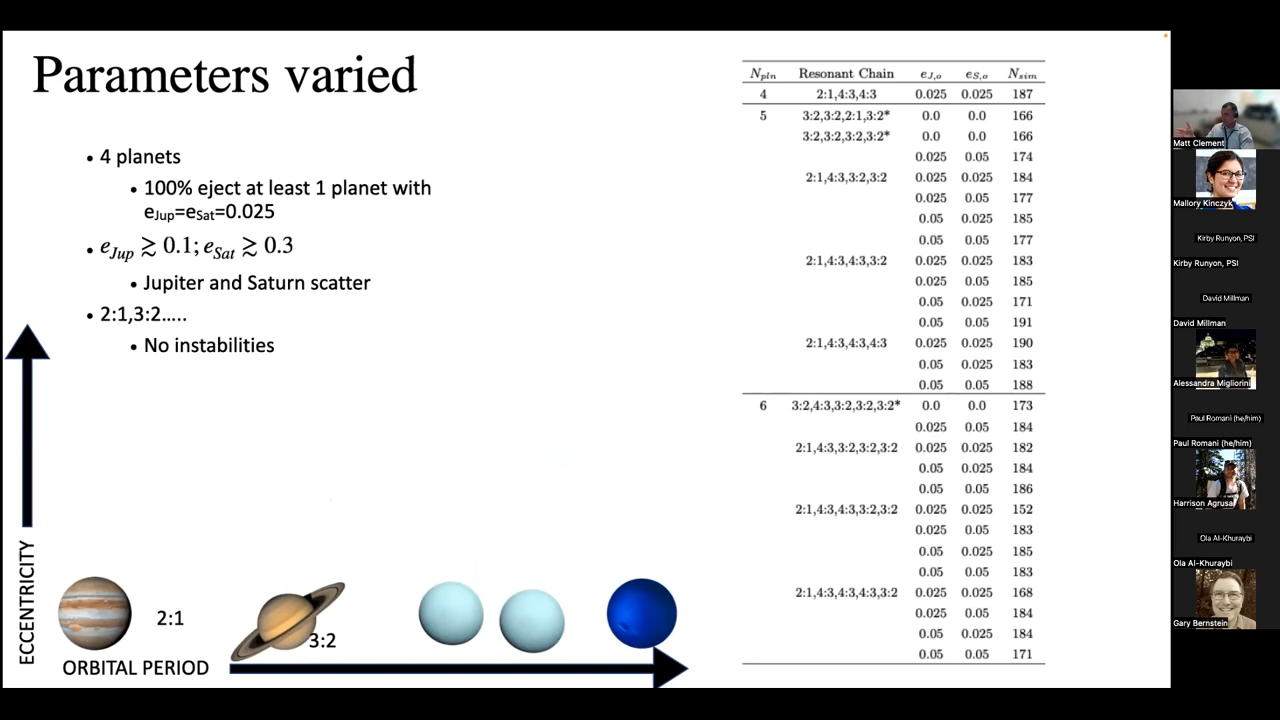 Parameters varied
• 4 planets
• 100% eject at least 1 planet with
eJup=eSat=0.025
• eJup ≳ 0.1; eSat ≳ 0.3
• Jupiter and Saturn scatter
• 2:1,3:2.....
• No instabilities
ECCENTRICITY
2:1
3:2
ORBITAL PERIOD
Npln Resonant Chain eJ,o eS,o Nsim
4 2:1,4:3,4:3 0.025 0.025 187
5 3:2,3:2,2:1,3:2* 0.0 0.0 166
3:2,3:2,3:2,3:2* 0.0 0.0 166
0.025 0.05 174
2:1,4:3,3:2,3:2 0.025 0.025 184
0.025 0.05 177
0.05 0.025 185
0.05 0.05 177
2:1,4:3,4:3,3:2 0.025 0.025 183
0.025 0.05 185
0.05 0.025 171
0.05 0.05 191
2:1,4:3,4:3,4:3 0.025 0.025 190
0.05 0.025 183
0.05 0.05 188
6 3:2,4:3,3:2,3:2,3:2* 0.0 0.0 173
0.025 0.05 184
2:1,4:3,3:2,3:2,3:2 0.025 0.025 182
0.05 0.025 184
0.05 0.05 186
2:1,4:3,4:3,3:2,3:2 0.025 0.025 152
0.025 0.05 183
0.05 0.025 185
0.05 0.05 183
2:1,4:3,4:3,4:3,3:2 0.025 0.025 168
0.025 0.05 184
0.05 0.025 184
0.05 0.05 171
Matt Clement
Mallory Kinczyk
Kirby Runyon, PSI
Kirby Runyon, PSI
David Millman
David Millman
Alessandra Migliorini
Paul Romani (he/him)
Paul Romani (he/him)
Harrison Agrusa
Ola Al-Khuraybi
Ola Al-Khuraybi
Gary Bernstein